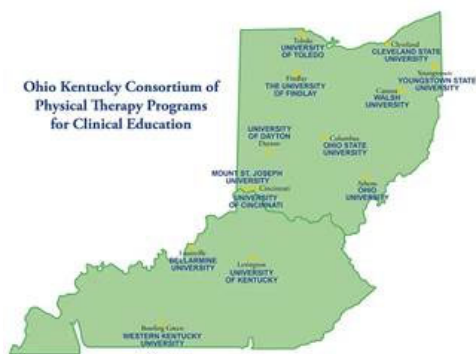 Ohio Kentucky Consortium of
Physical Therapy Programs
for Clinical Education
Toledo
UNIVERSITY
OF TOLEDO
Cleveland
CLEVELAND STATE
UNIVERSITY
Youngstown
YOUNGSTOWN STATE
UNIVERSITY
Findlay
THE UNIVERSITY
OF FINDLAY
Canton
WALSH
UNIVERSITY
UNIVERSITY
OF DAYTON
Dayton
Columbus
OHIO STATE
UNIVERSITY
MOUNT ST. JOSEPH
UNIVERSITY
Cincinnati
UNIVERSITY
OF CINCINNATI
Athens
OHIO
UNIVERSITY
Louisville
BELLARMINE
UNIVERSITY
Lexington
UNIVERSITY
OF KENTUCKY
Bowling Green
WESTERN KENTUCKY
UNIVERSITY